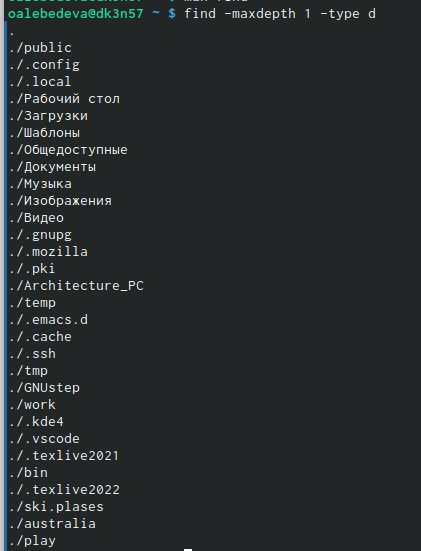 oalebedeva@dk3n57 ~ $ find -maxdepth 1 -type d
.
./public
./.config
./.local
./Рабочий стол
./Загрузки
./Шаблоны
./Общедоступные
./Документы
./Музыка
./Изображения
./Видео
./.gnupg
./.mozilla
./.pki
./Architecture_PC
./temp
./.emacs.d
./.cache
./.ssh
./tmp
./GNUstep
./work
./.kde4
./.vscode
./.texlive2021
./bin
./.texlive2022
./ski.plases
./australia
./play